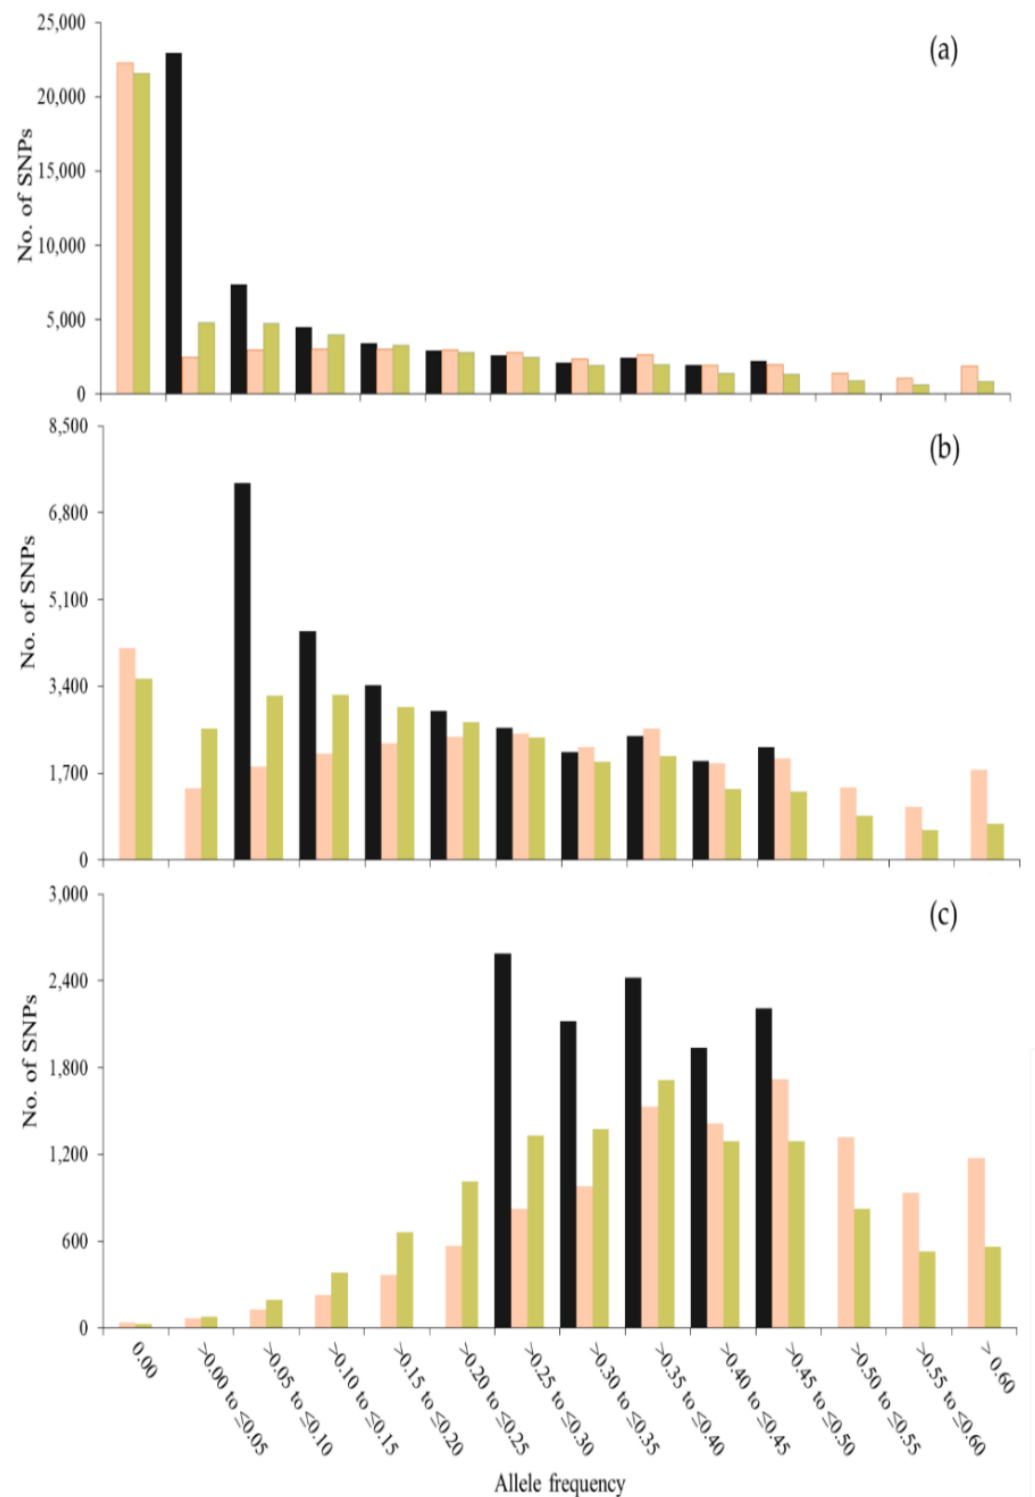 (a)
No. of SNPs
25,000
20,000
15,000
10,000
5,000
0
(b)
No. of SNPs
8,500
6,800
5,100
3,400
1,700
0
(c)
No. of SNPs
3,000
2,400
1,800
1,200
600
0
0.00
>0.00 to ≤0.05
>0.05 to ≤0.10
>0.10 to ≤0.15
>0.15 to ≤0.20
>0.20 to ≤0.25
>0.25 to ≤0.30
>0.30 to ≤0.35
>0.35 to ≤0.40
>0.40 to ≤0.45
>0.45 to ≤0.50
>0.50 to ≤0.55
>0.55 to ≤0.60
> 0.60
Allele frequency